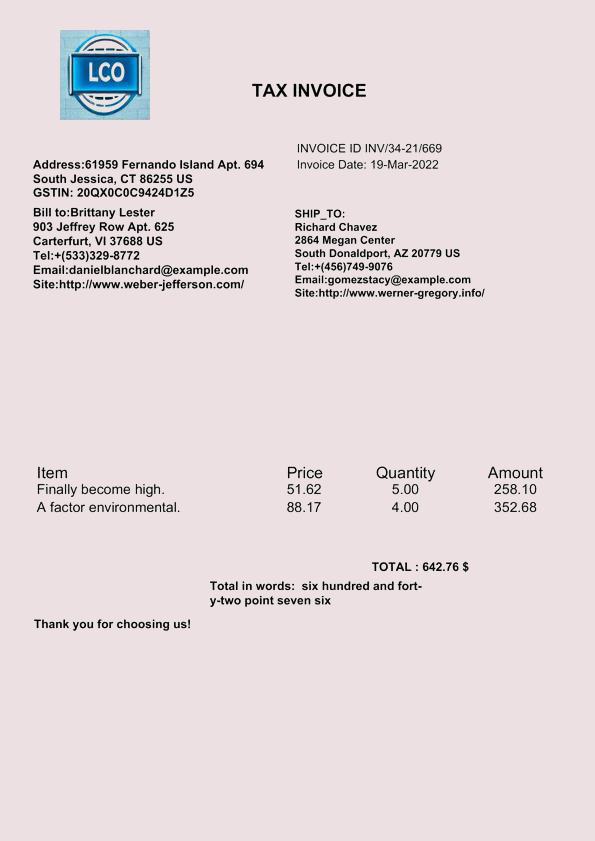 LCO
TAX INVOICE
INVOICE ID INV/34-21/669
Invoice Date: 19-Mar-2022
Address:61959 Fernando Island Apt. 694
South Jessica, CT 86255 US
GSTIN: 20QX0C0C9424D1Z5
Bill to:Brittany Lester
903 Jeffrey Row Apt. 625
Carterfurt, VI 37688 US
Tel:+(533)329-8772
Email:danielblanchard@example.com
Site:http://www.weber-jefferson.com/
SHIP_TO:
Richard Chavez
2864 Megan Center
South Donaldport, AZ 20779 US
Tel:+(456)749-9076
Email:gomezstacy@example.com
Site:http://www.werner-gregory.info/
Item Price Quantity Amount
Finally become high. 51.62 5.00 258.10
A factor environmental. 88.17 4.00 352.68
TOTAL : 642.76 $
Total in words:  six hundred and fort-
y-two point seven six
Thank you for choosing us!